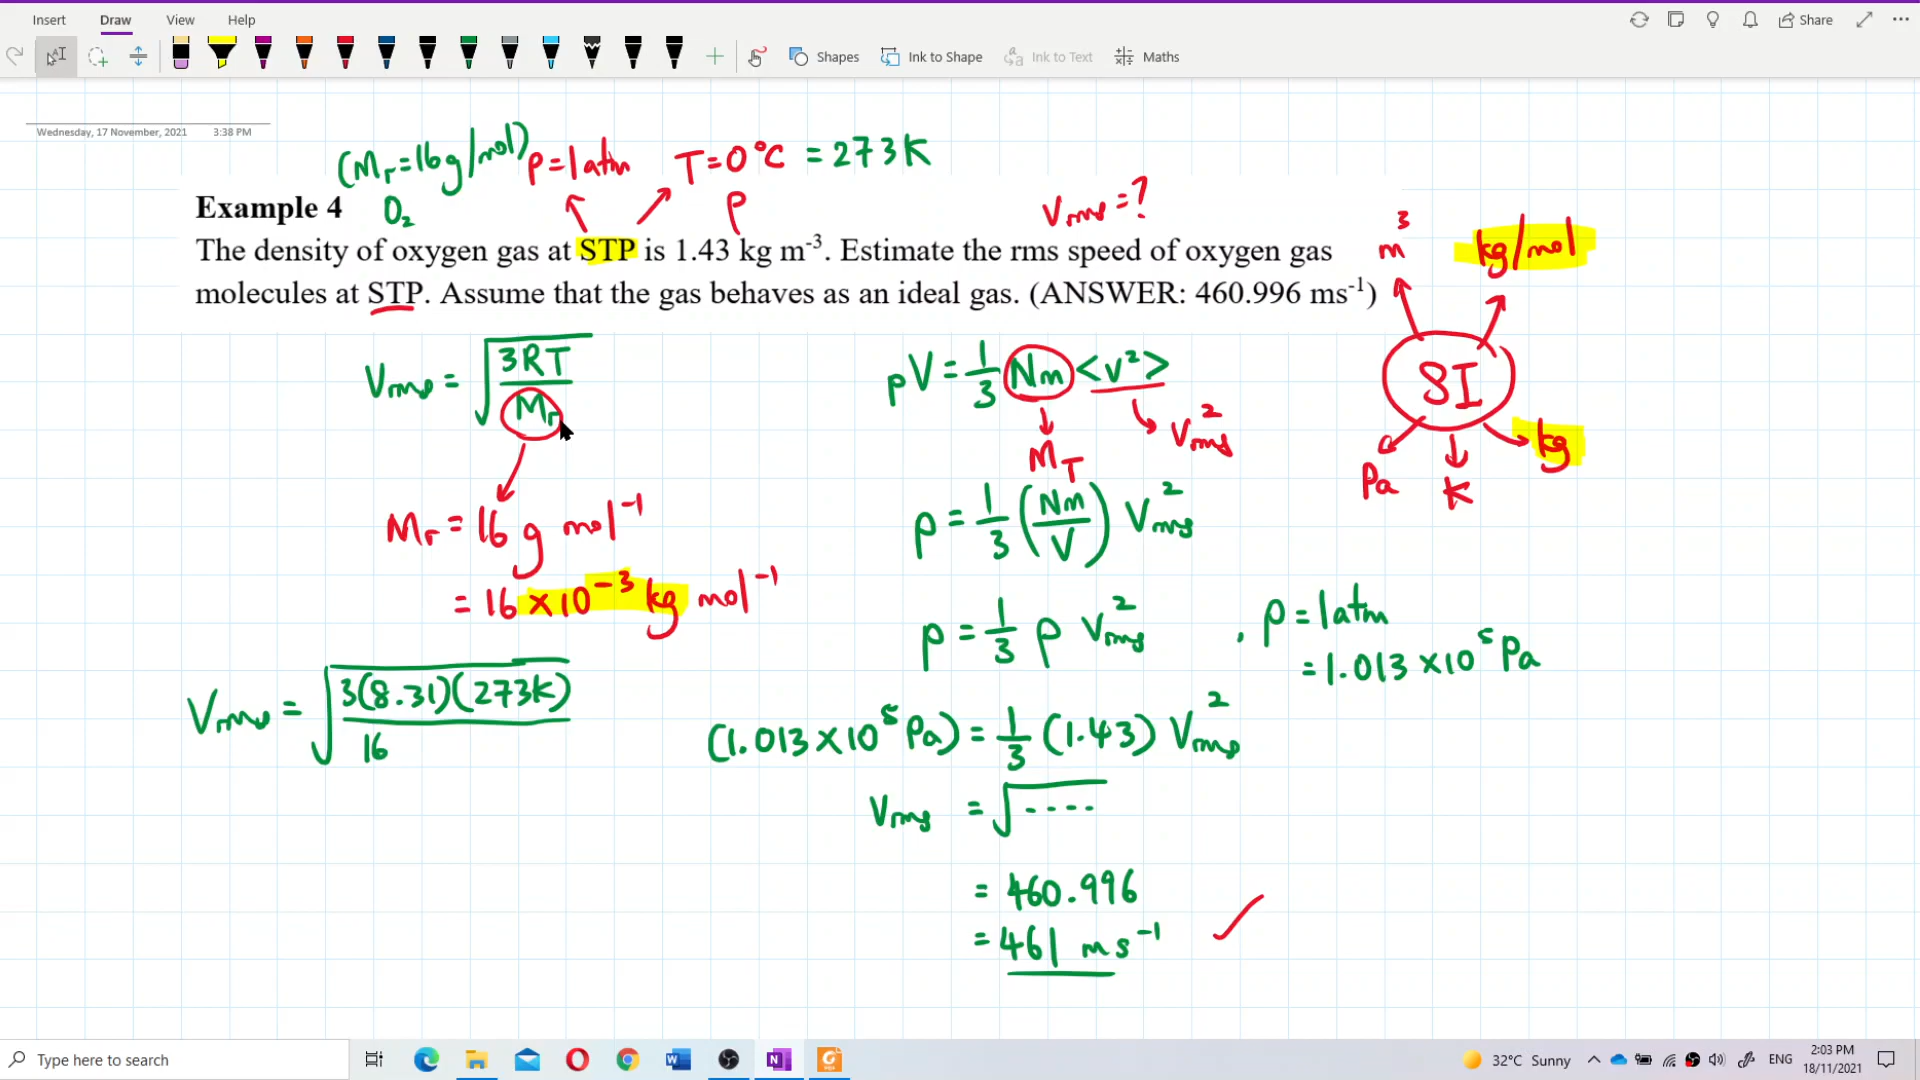 Insert Draw View Help
Share
Shapes Ink to Shape Ink to Text Maths
Wednesday, 17 November, 2021 3:38 PM
(Mr=16g/mol) P=1atm T=0°C = 273K
Example 4 O₂ ρ Vrms=?
The density of oxygen gas at STP is 1.43 kg m⁻³. Estimate the rms speed of oxygen gas
molecules at STP. Assume that the gas behaves as an ideal gas. (ANSWER: 460.996 ms⁻¹)
Vrms = √(3RT/Mr)
Mr = 16 g mol⁻¹
= 16 ×10⁻³ kg mol⁻¹
Vrms = √(3(8.31)(273K)/16
pV = 1/3 Nm <v²>
M_T
Vrms²
p = 1/3 (Nm/V) Vrms²
p = 1/3 ρ Vrms²
, p = 1atm
= 1.013 ×10⁵ Pa
(1.013×10⁵ Pa) = 1/3 (1.43) Vrms²
Vrms = √----
= 460.996
= 461 ms⁻¹
m³ kg/mol
SI
Pa K kg
Type here to search
32°C Sunny
ENG
2:03 PM
18/11/2021